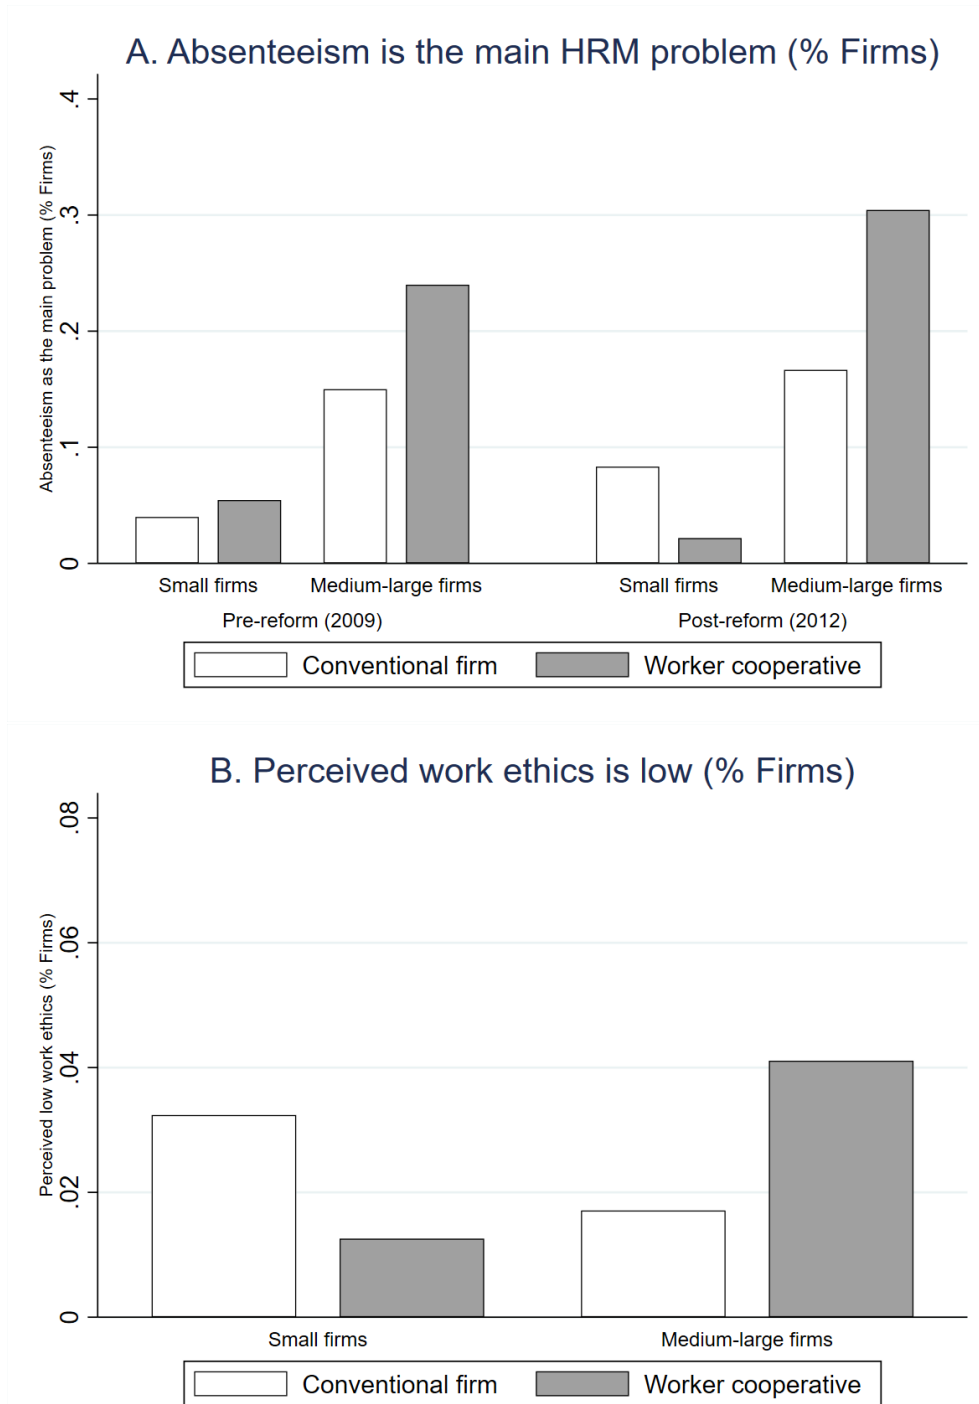 A. Absenteeism is the main HRM problem (% Firms)
Absenteeism as the main problem (% Firms)
.4
.3
.2
.1
0
Small firms Medium-large firms Small firms Medium-large firms
Pre-reform (2009) Post-reform (2012)
Conventional firm Worker cooperative
B. Perceived work ethics is low (% Firms)
Perceived low work ethics (% Firms)
.08
.06
.04
.02
0
Small firms Medium-large firms
Conventional firm Worker cooperative